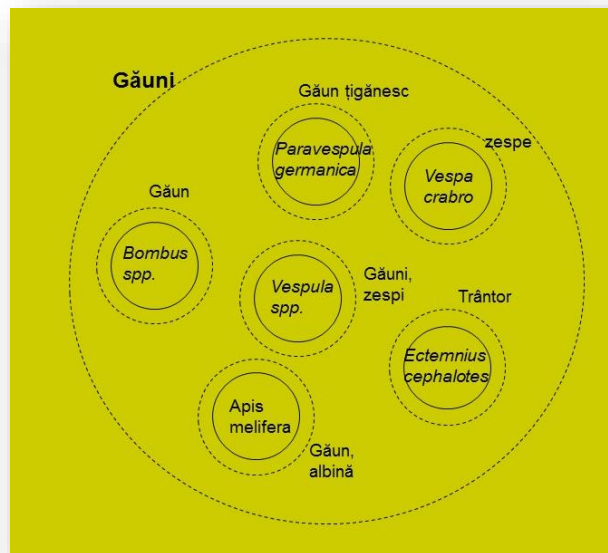 Găuni
Găun țigănesc
Paravespula
germanica
zespe
Vespa
crabro
Găun
Bombus
spp.
Vespula
spp.
Găuni,
zespi
Trântor
Ectemnius
cephalotes
Apis
melifera
Găun,
albină